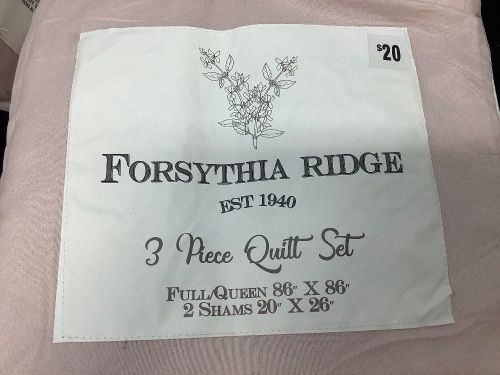 $20
FORSYTHIA RIDGE
EST 1940
3 Piece Quilt Set
FULL/QUEEN 86" X 86"
2 SHAMS 20" X 26"